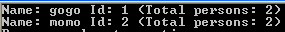 Name: gogo Id: 1 (Total persons: 2)
Name: momo Id: 2 (Total persons: 2)